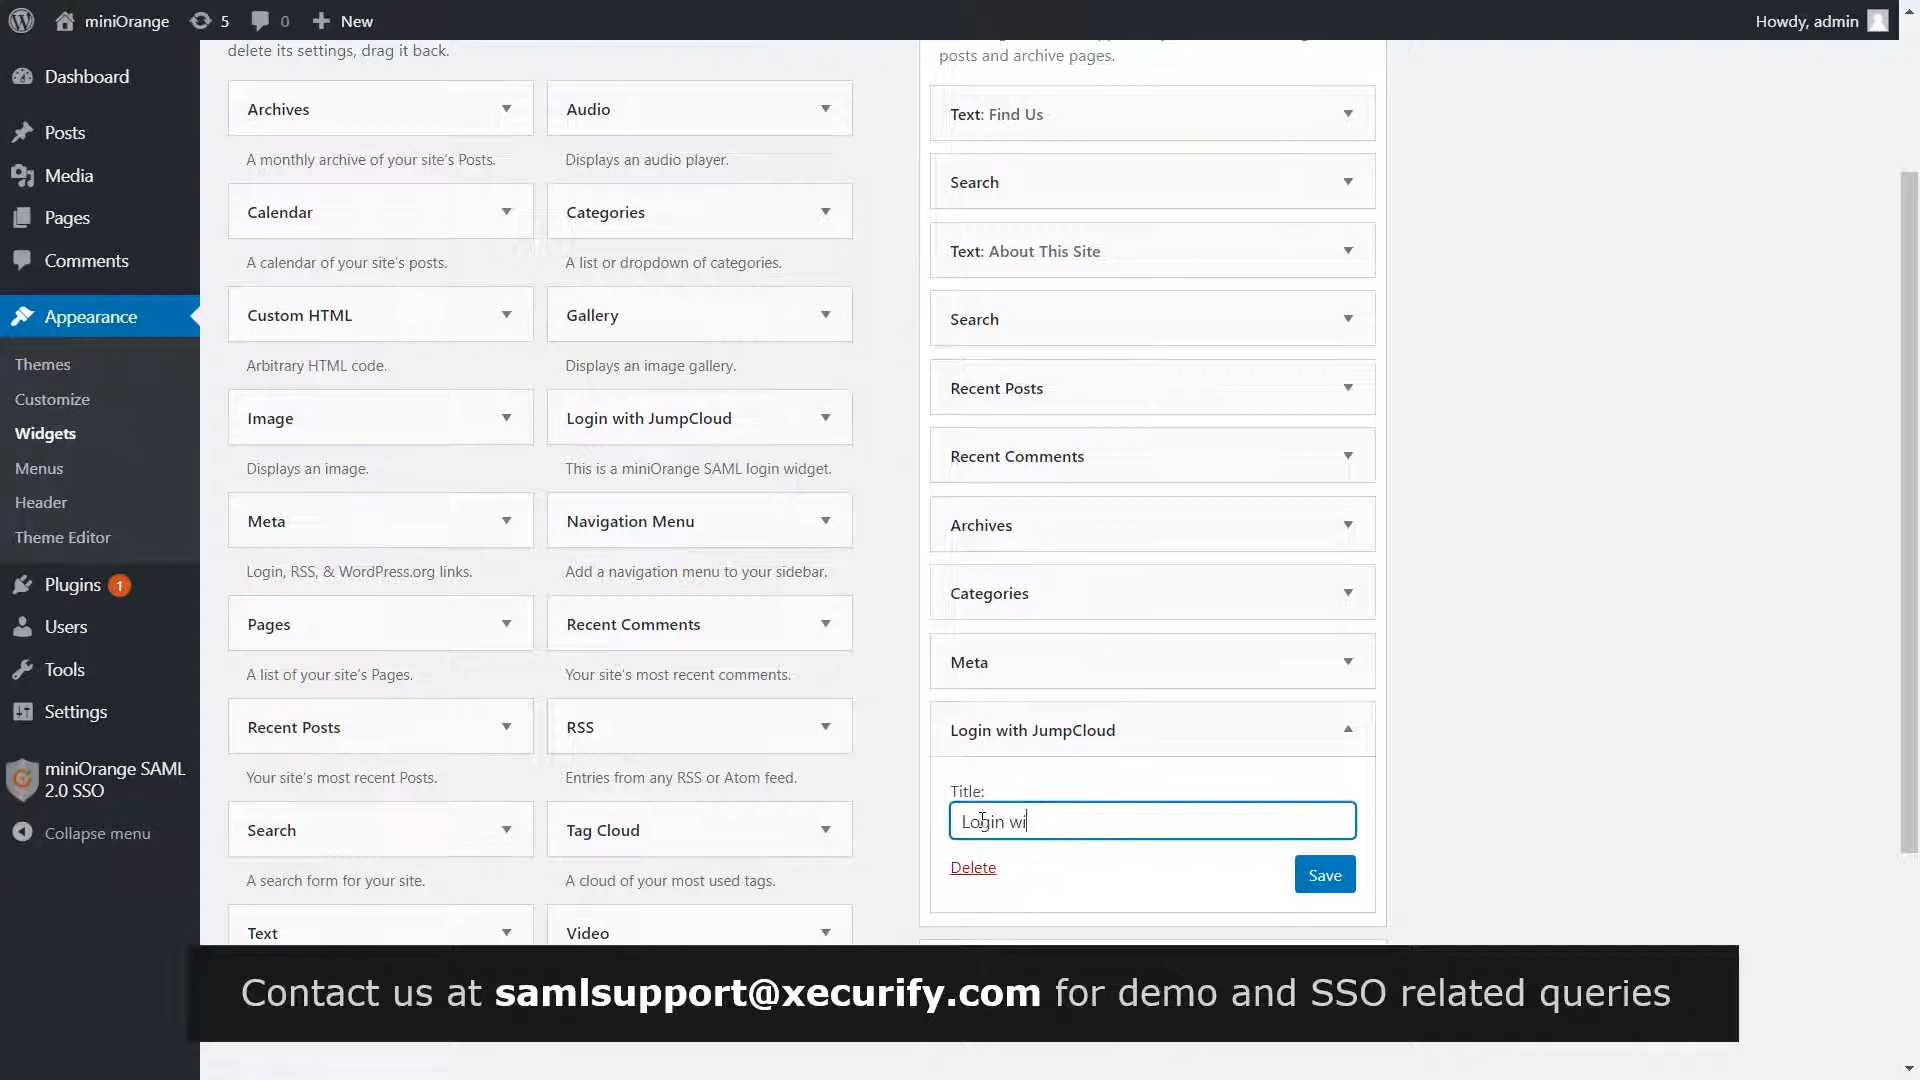 miniOrange 5 0 New Howdy, admin
Dashboard
Posts
Media
Pages
Comments
Appearance
Themes
Customize
Widgets
Menus
Header
Theme Editor
Plugins 1
Users
Tools
Settings
miniOrange SAML
2.0 SSO
Collapse menu
delete its settings, drag it back.
Archives
A monthly archive of your site's Posts.
Audio
Displays an audio player.
Calendar
A calendar of your site's posts.
Categories
A list or dropdown of categories.
Custom HTML
Arbitrary HTML code.
Gallery
Displays an image gallery.
Image
Displays an image.
Login with JumpCloud
This is a miniOrange SAML login widget.
Meta
Login, RSS, & WordPress.org links.
Navigation Menu
Add a navigation menu to your sidebar.
Pages
A list of your site's Pages.
Recent Comments
Your site's most recent comments.
Recent Posts
Your site's most recent Posts.
RSS
Entries from any RSS or Atom feed.
Search
A search form for your site.
Tag Cloud
A cloud of your most used tags.
Text
Video
posts and archive pages.
Text: Find Us
Search
Text: About This Site
Search
Recent Posts
Recent Comments
Archives
Categories
Meta
Login with JumpCloud
Title:
Login wi
Delete
Save
Contact us at samlsupport@xecurify.com for demo and SSO related queries